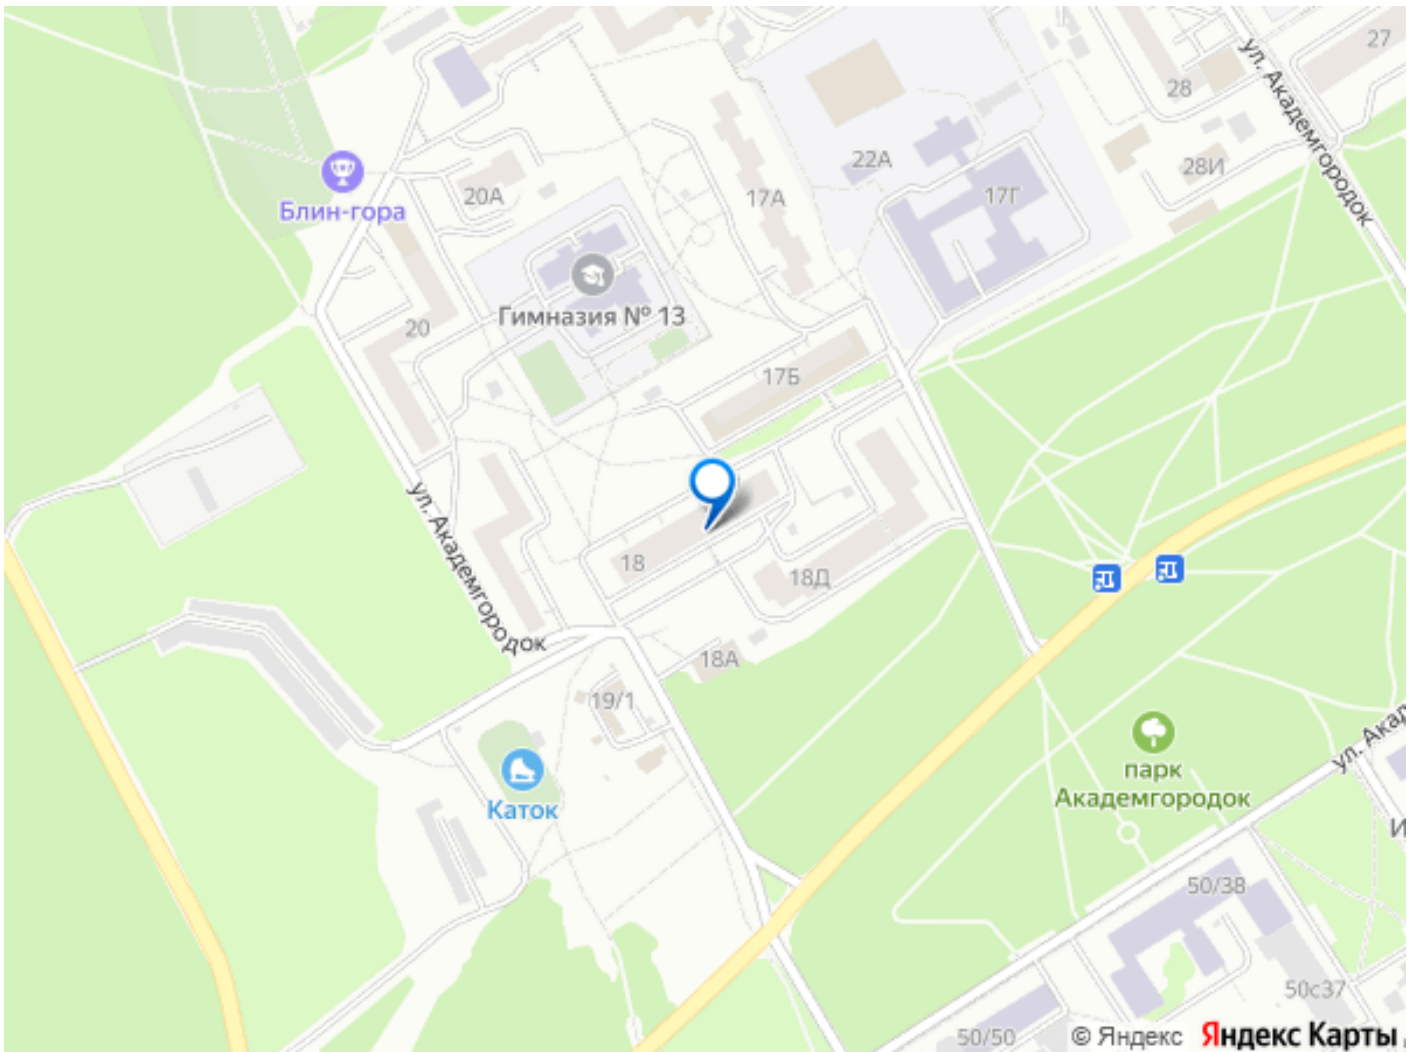 27
ул. Академгородок
28
22А
28И
17А
20А
17Г
Блин-гора
Гимназия № 13
20
17Б
ул. Академгородок
18
18Д
18А
19/1
парк
Академгородок
Каток
ул. Акад
И
50/38
50с37
50/50
© Яндекс Яндекс Карты